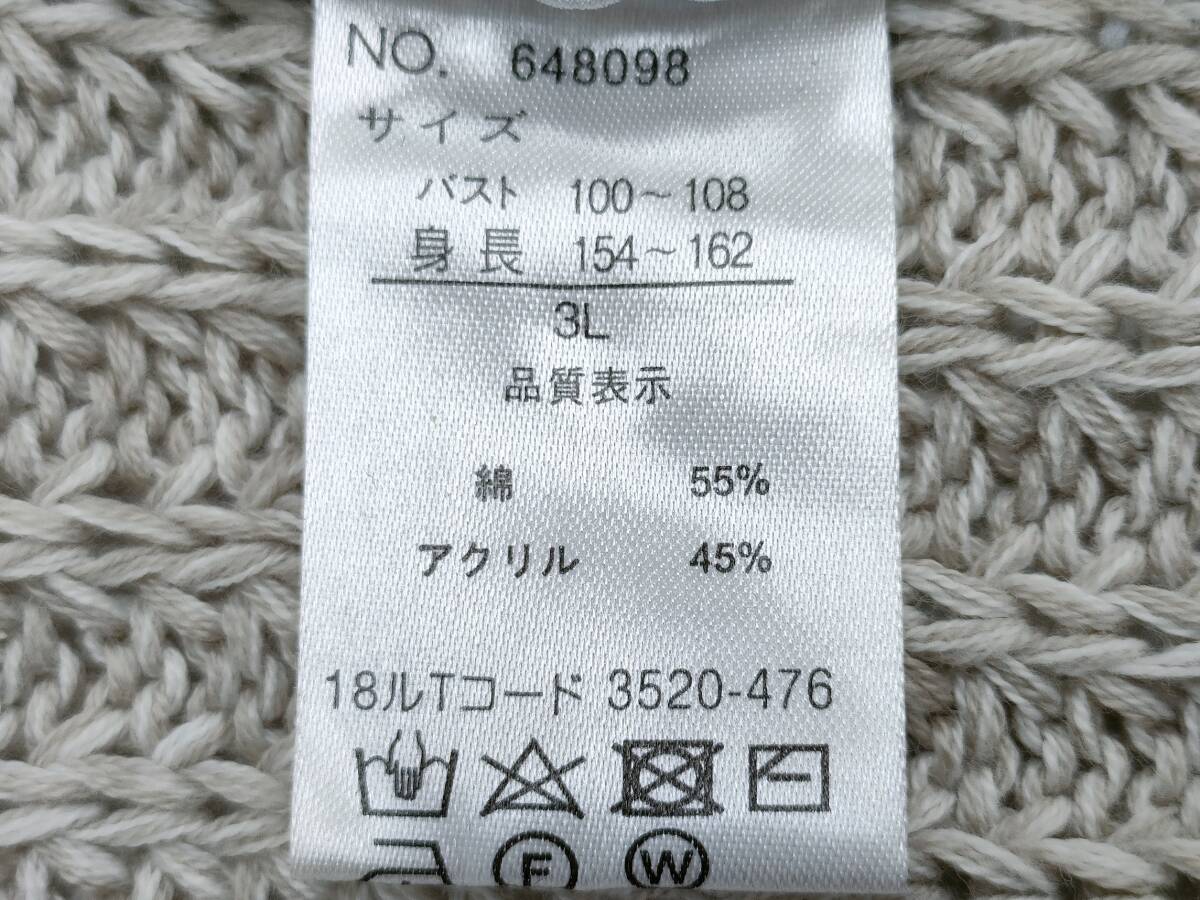 NO. 648098
サイズ
バスト 100～108
身長 154～162
3L
品質表示
綿 55%
アクリル 45%
18ルTコード 3520-476
F W